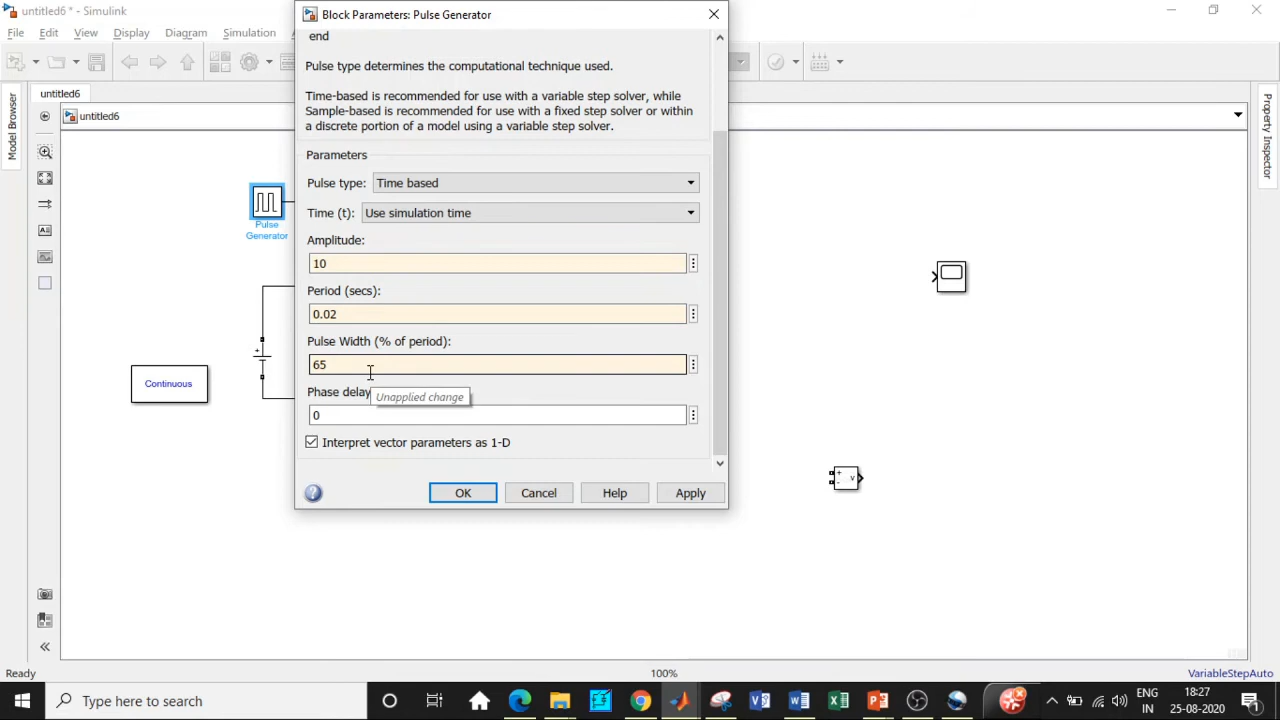 untitled6 * - Simulink
File Edit View Display Diagram Simulation
untitled6
untitled6
Model Browser
Property Inspector
Block Parameters: Pulse Generator
end
Pulse type determines the computational technique used.
Time-based is recommended for use with a variable step solver, while
Sample-based is recommended for use with a fixed step solver or within
a discrete portion of a model using a variable step solver.
Parameters
Pulse type: Time based
Time (t): Use simulation time
Amplitude:
10
Period (secs):
0.02
Pulse Width (% of period):
65
Unapplied change
Phase delay
0
Interpret vector parameters as 1-D
OK Cancel Help Apply
Pulse
Generator
Continuous
+
+
-
v
Ready
100%
VariableStepAuto
Type here to search
ENG
IN
18:27
25-08-2020
1